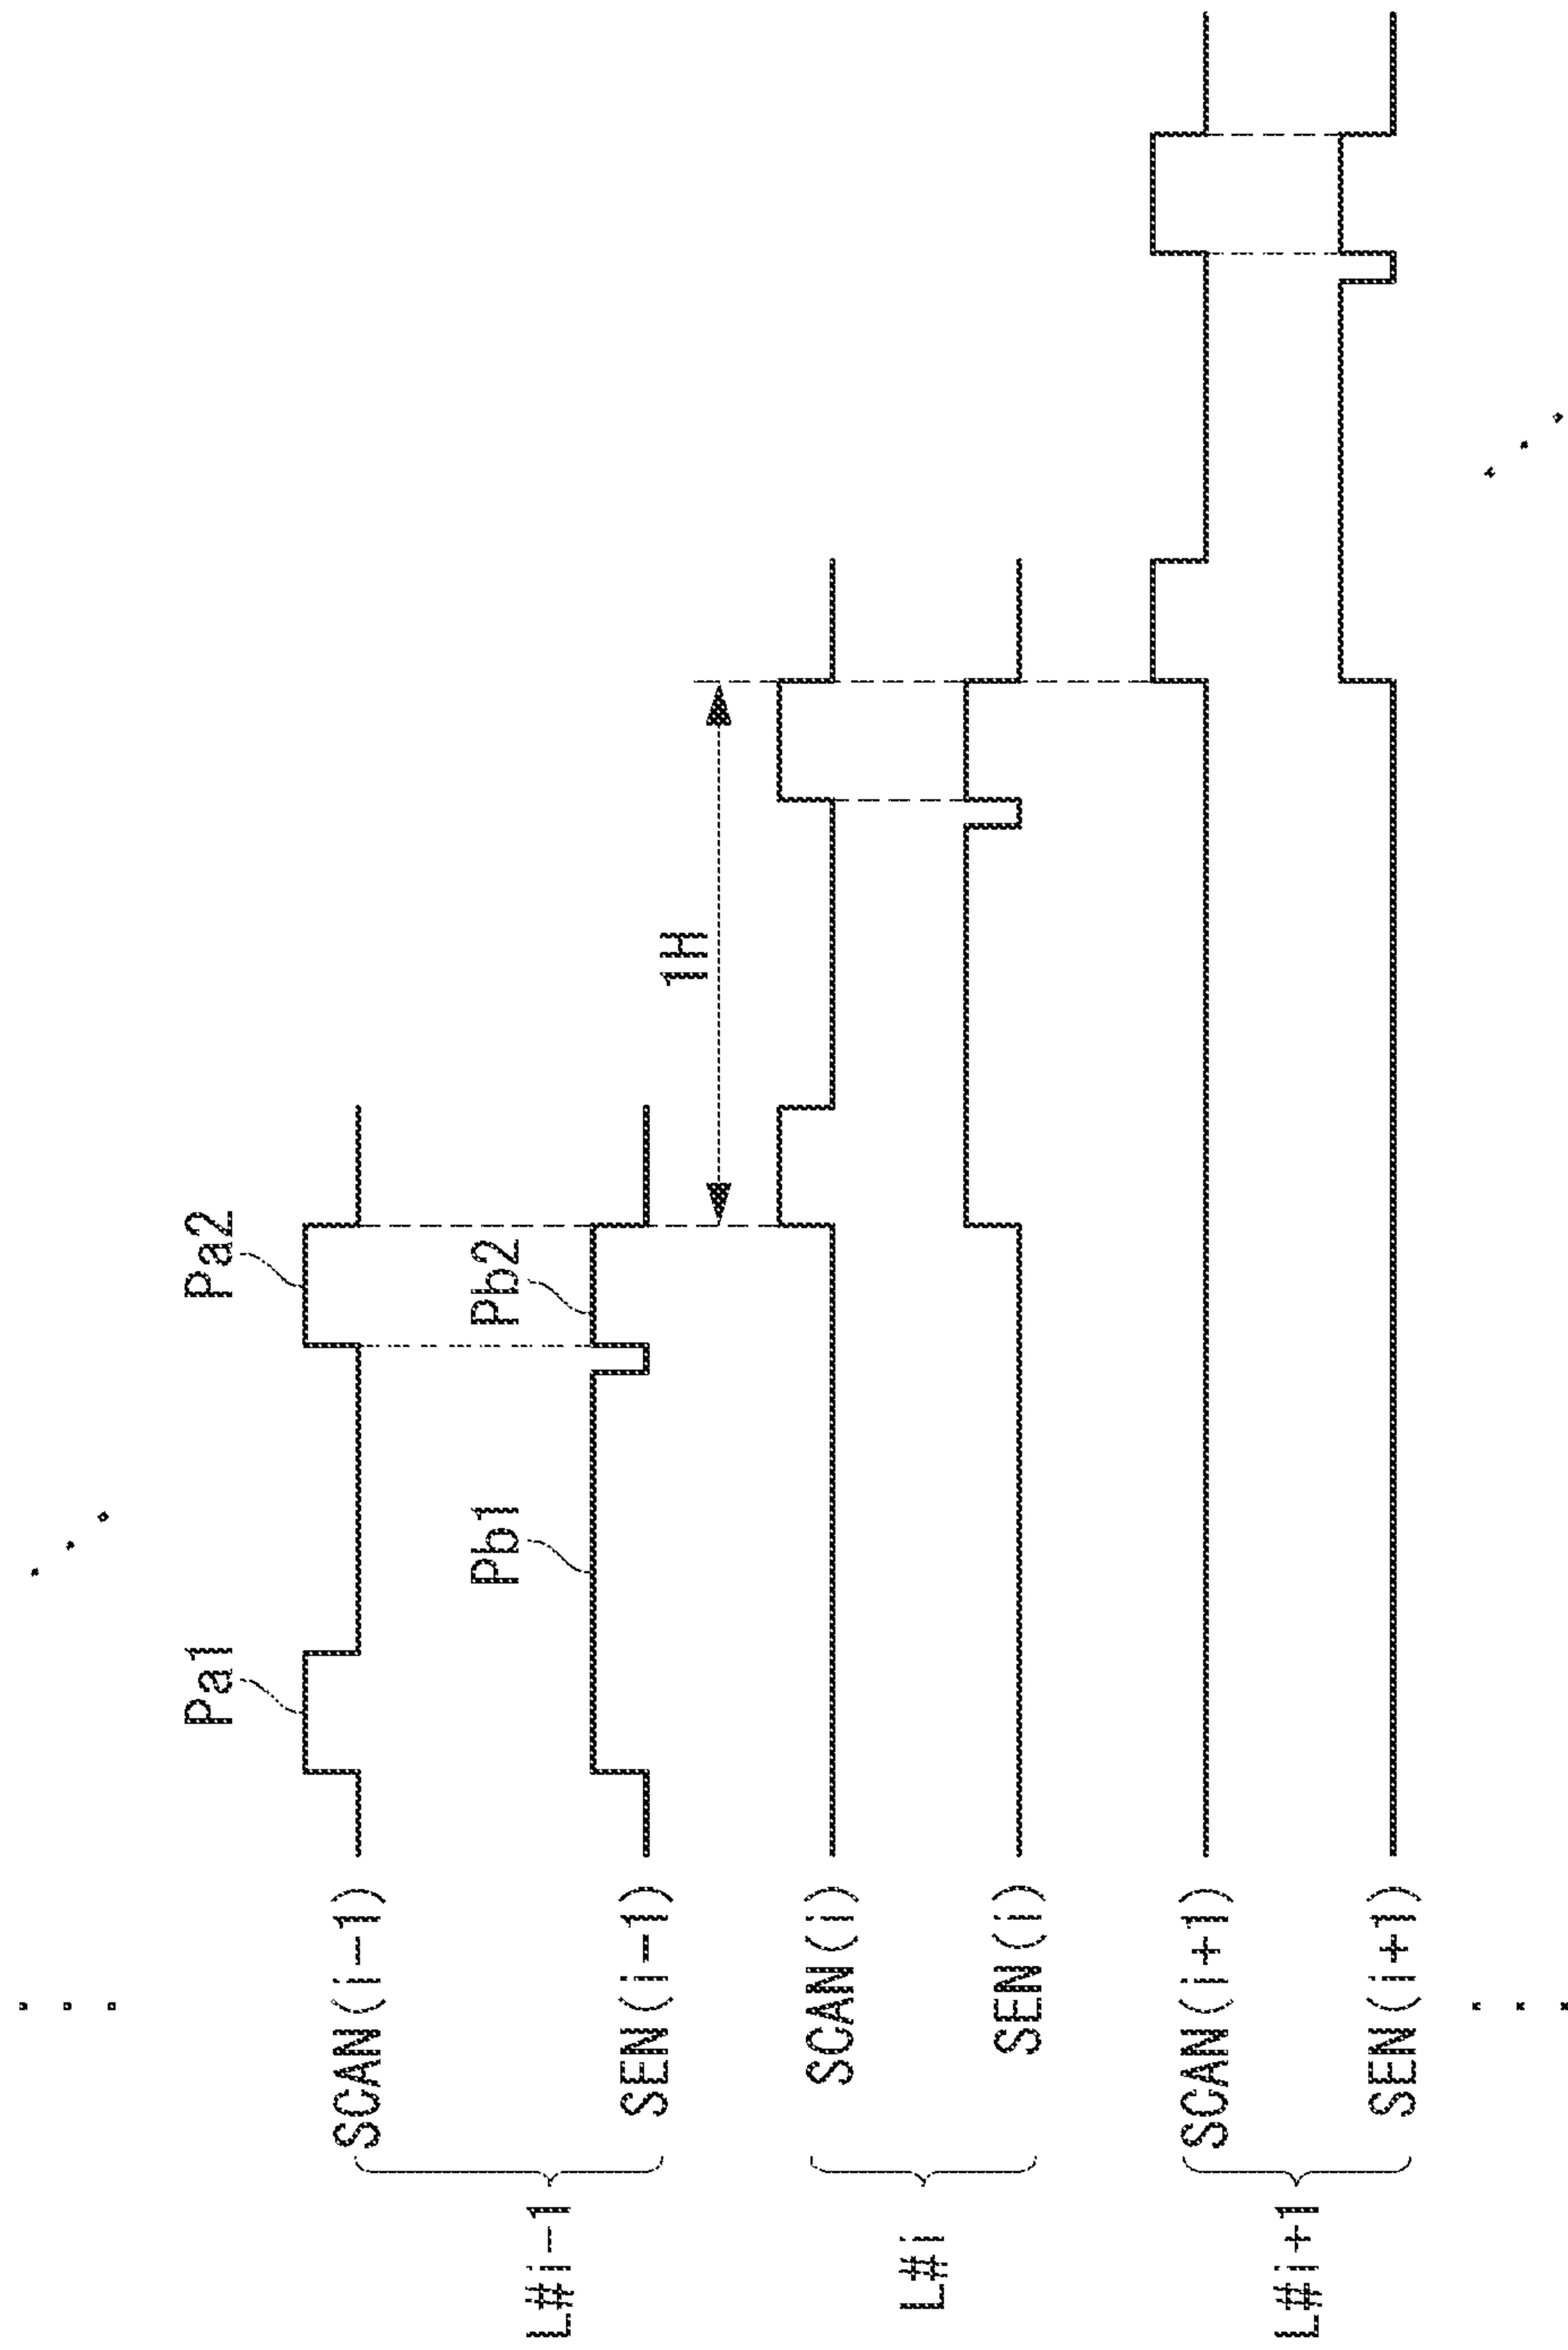 Pa1
Pa2
SCAN(i-1)
Pb1
Pb2
L#i-1
SEN(i-1)
1H
SCAN(i)
L#i
SEN(i)
SCAN(i+1)
L#i+1
SEN(i+1)